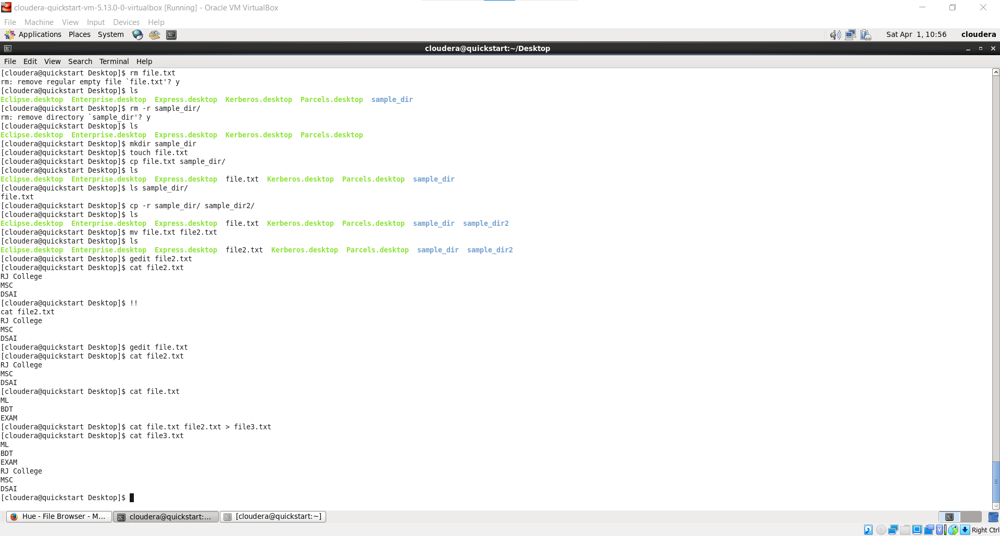 cloudera-quickstart-vm-5.13.0-0-virtualbox [Running] - Oracle VM VirtualBox
File Machine View Input Devices Help
Applications Places System Sat Apr 1, 10:56 cloudera
cloudera@quickstart:~/Desktop
File Edit View Search Terminal Help
[cloudera@quickstart Desktop]$ rm file.txt
rm: remove regular empty file `file.txt'? y
[cloudera@quickstart Desktop]$ ls
Eclipse.desktop Enterprise.desktop Express.desktop Kerberos.desktop Parcels.desktop sample_dir
[cloudera@quickstart Desktop]$ rm -r sample_dir/
rm: remove directory `sample_dir'? y
[cloudera@quickstart Desktop]$ ls
Eclipse.desktop Enterprise.desktop Express.desktop Kerberos.desktop Parcels.desktop
[cloudera@quickstart Desktop]$ mkdir sample_dir
[cloudera@quickstart Desktop]$ touch file.txt
[cloudera@quickstart Desktop]$ cp file.txt sample_dir/
[cloudera@quickstart Desktop]$ ls
Eclipse.desktop Enterprise.desktop Express.desktop file.txt Kerberos.desktop Parcels.desktop sample_dir
[cloudera@quickstart Desktop]$ ls sample_dir/
file.txt
[cloudera@quickstart Desktop]$ cp -r sample_dir/ sample_dir2/
[cloudera@quickstart Desktop]$ ls
Eclipse.desktop Enterprise.desktop Express.desktop file.txt Kerberos.desktop Parcels.desktop sample_dir sample_dir2
[cloudera@quickstart Desktop]$ mv file.txt file2.txt
[cloudera@quickstart Desktop]$ ls
Eclipse.desktop Enterprise.desktop Express.desktop file2.txt Kerberos.desktop Parcels.desktop sample_dir sample_dir2
[cloudera@quickstart Desktop]$ gedit file2.txt
[cloudera@quickstart Desktop]$ cat file2.txt
RJ College
MSC
DSAI
[cloudera@quickstart Desktop]$ !!
cat file2.txt
RJ College
MSC
DSAI
[cloudera@quickstart Desktop]$ gedit file.txt
[cloudera@quickstart Desktop]$ cat file2.txt
RJ College
MSC
DSAI
[cloudera@quickstart Desktop]$ cat file.txt
ML
BDT
EXAM
[cloudera@quickstart Desktop]$ cat file.txt file2.txt > file3.txt
[cloudera@quickstart Desktop]$ cat file3.txt
ML
BDT
EXAM
RJ College
MSC
DSAI
[cloudera@quickstart Desktop]$
Hue - File Browser - M... cloudera@quickstart:... [cloudera@quickstart:~]
Right Ctrl